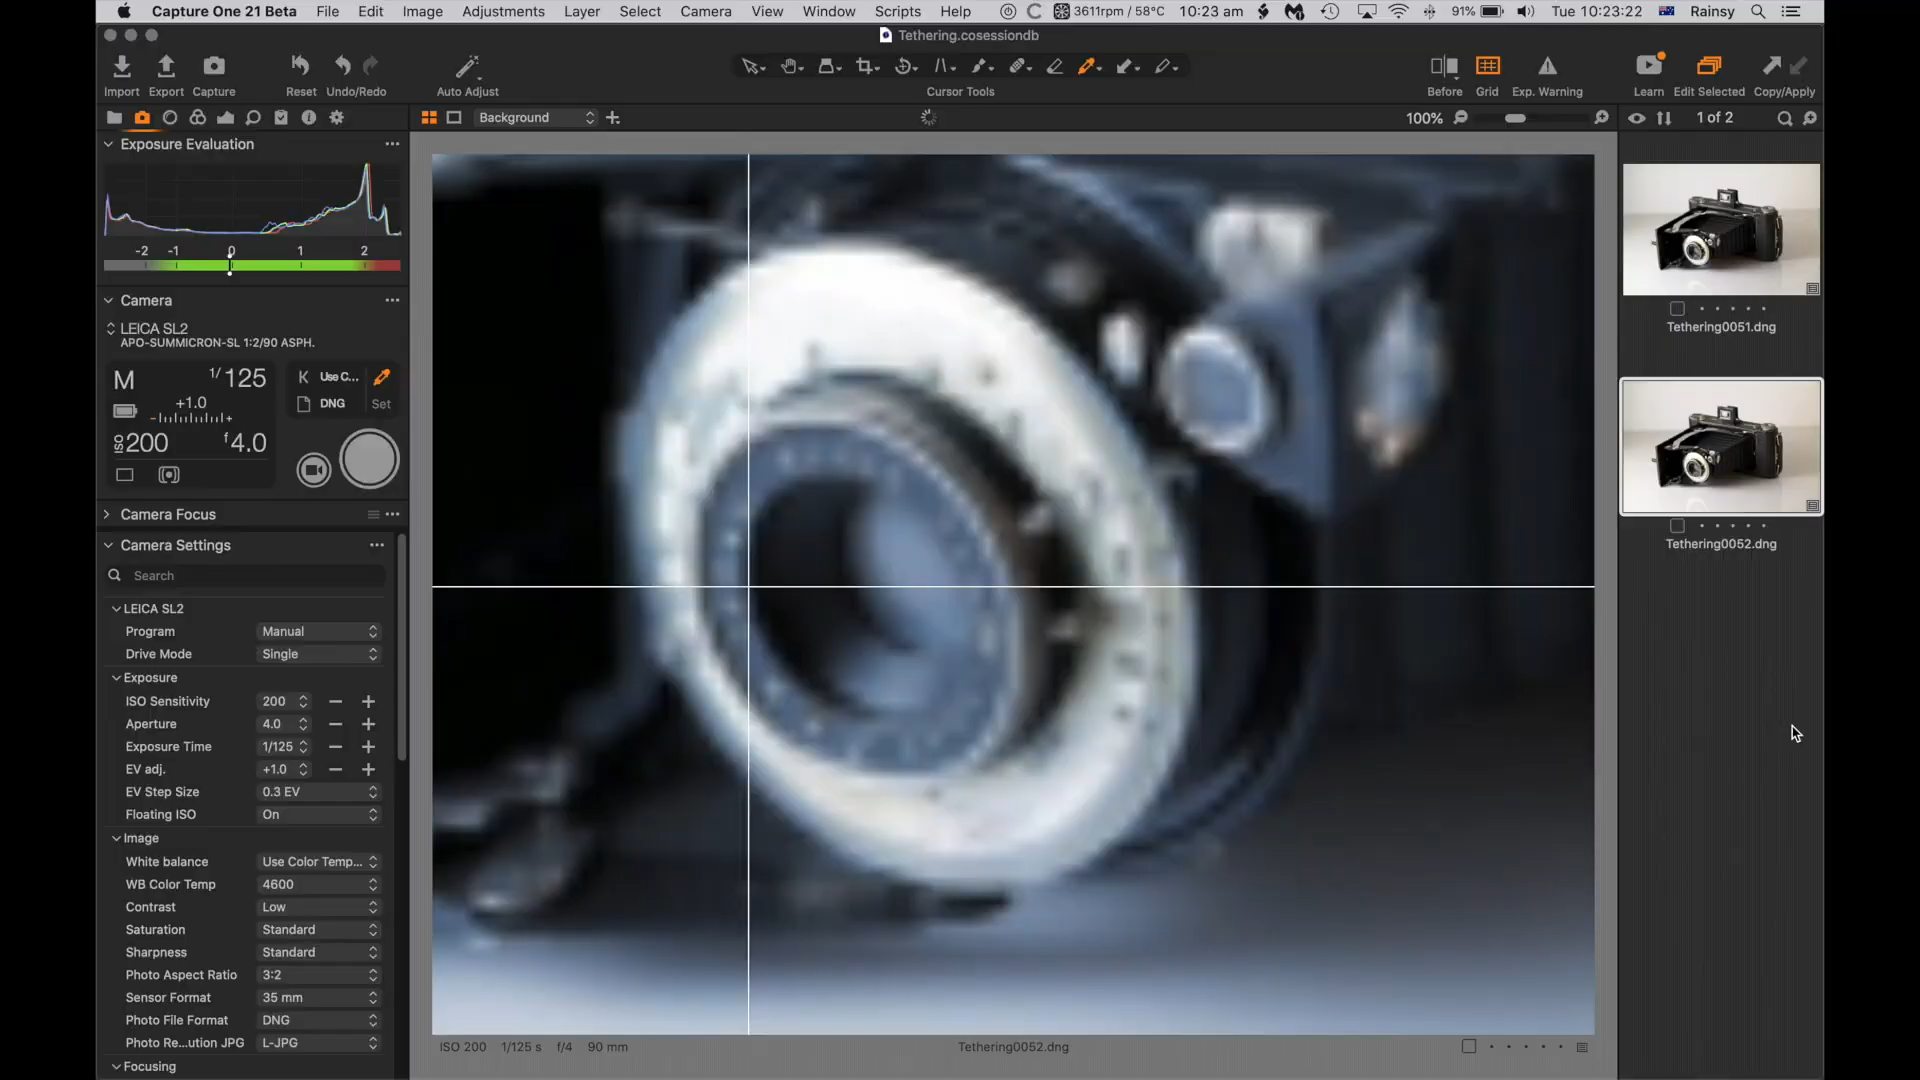 Capture One 21 Beta File Edit Image Adjustments Layer Select Camera View Window Scripts Help 3611rpm / 58°C 10:23 am 91% Tue 10:23:22 Rainsy
Tethering.cosessiondb
Import Export Capture Reset Undo/Redo Auto Adjust Cursor Tools Before Grid Exp. Warning Learn Edit Selected Copy/Apply
Background 100% 1 of 2
Exposure Evaluation
-2 -1 0 1 2
Camera
LEICA SL2
APO-SUMMICRON-SL 1:2/90 ASPH.
M 1/125 K Use C...
+1.0 DNG Set
ISO 200 f 4.0
Camera Focus
Camera Settings
Search
LEICA SL2
Program Manual
Drive Mode Single
Exposure
ISO Sensitivity 200
Aperture 4.0
Exposure Time 1/125
EV adj. +1.0
EV Step Size 0.3 EV
Floating ISO On
Image
White balance Use Color Temp...
WB Color Temp 4600
Contrast Low
Saturation Standard
Sharpness Standard
Photo Aspect Ratio 3:2
Sensor Format 35 mm
Photo File Format DNG
Photo Re...ution JPG L-JPG
Focusing
ISO 200 1/125 s f/4 90 mm Tethering0052.dng
Tethering0051.dng
Tethering0052.dng